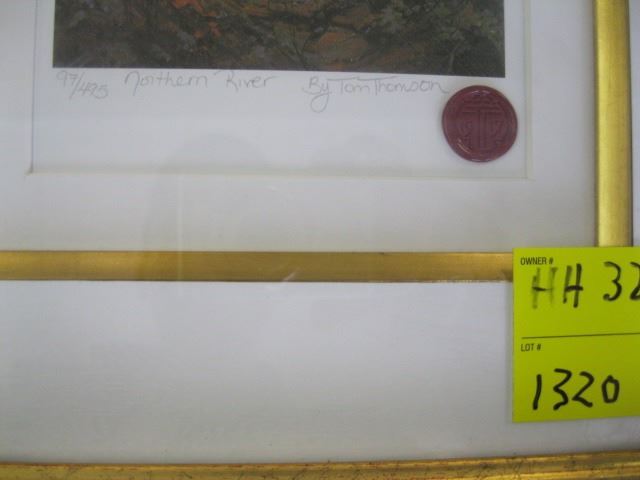 97/495 Northern River By Tom Thomson
OWNER #
HH 32
LOT #
1320